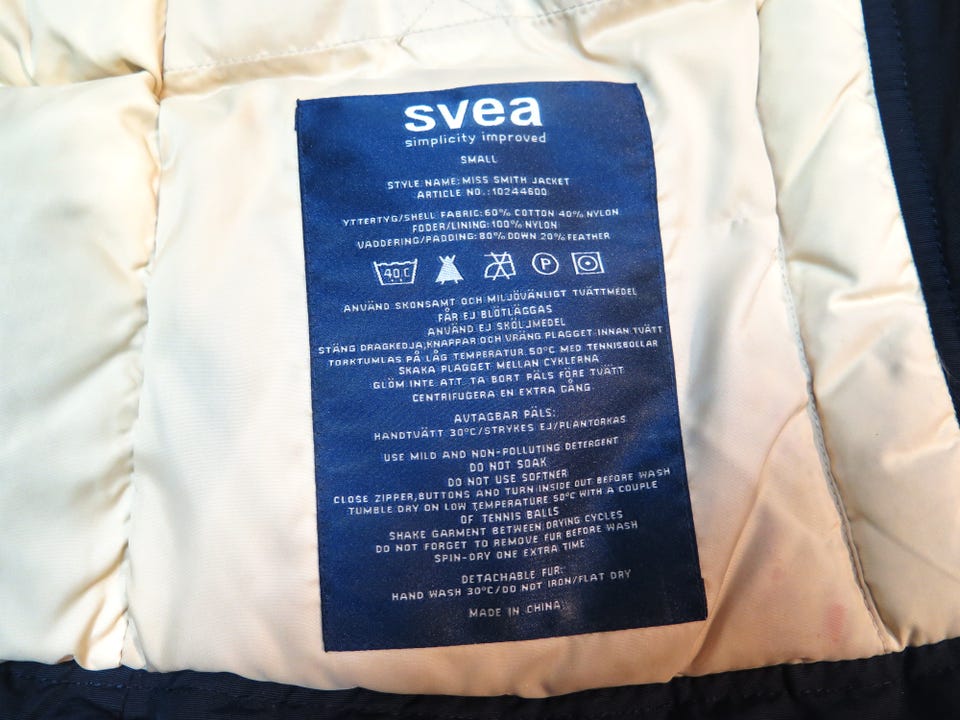 svea
simplicity improved
SMALL
STYLE NAME: MISS SMITH JACKET
ARTICLE NO.: 10244600
YTTERTYG/SHELL FABRIC: 60% COTTON 40% NYLON
FODER/LINING: 100% NYLON
VADDERING/PADDING: 80% DOWN 20% FEATHER
40 C P
ANVÄND SKONSAMT OCH MILJÖVÄNLIGT TVÄTTMEDEL
FÅR EJ BLÖTLÄGGAS
ANVÄND EJ SKÖLJMEDEL
STÄNG DRAGKEDJA, KNAPPAR OCH VRÄNG PLAGGET INNAN TVÄTT
TORKTUMLAS PÅ LÅG TEMPERATUR 50°C MED TENNISBOLLAR
SKAKA PLAGGET MELLAN CYKLERNA
GLÖM INTE ATT TA BORT PÄLS FÖRE TVÄTT
CENTRIFUGERA EN EXTRA GÅNG
AVTAGBAR PÄLS:
HANDTVÄTT 30°C/STRYKES EJ/PLANTORKAS
USE MILD AND NON-POLLUTING DETERGENT
DO NOT SOAK
DO NOT USE SOFTNER
CLOSE ZIPPER, BUTTONS AND TURN INSIDE OUT BEFORE WASH
TUMBLE DRY ON LOW TEMPERATURE 50°C WITH A COUPLE
OF TENNIS BALLS
SHAKE GARMENT BETWEEN DRYING CYCLES
DO NOT FORGET TO REMOVE FUR BEFORE WASH
SPIN-DRY ONE EXTRA TIME
DETACHABLE FUR:
HAND WASH 30°C/DO NOT IRON/FLAT DRY
MADE IN CHINA